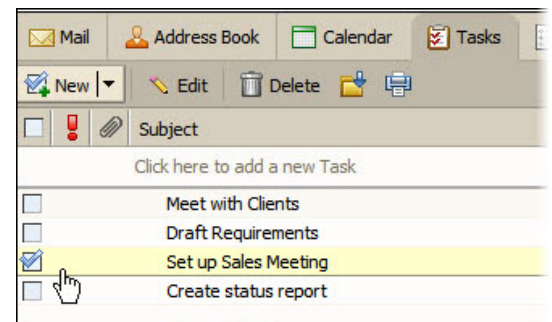 Mail Address Book Calendar Tasks
New Edit Delete
Subject
Click here to add a new Task
Meet with Clients
Draft Requirements
Set up Sales Meeting
Create status report